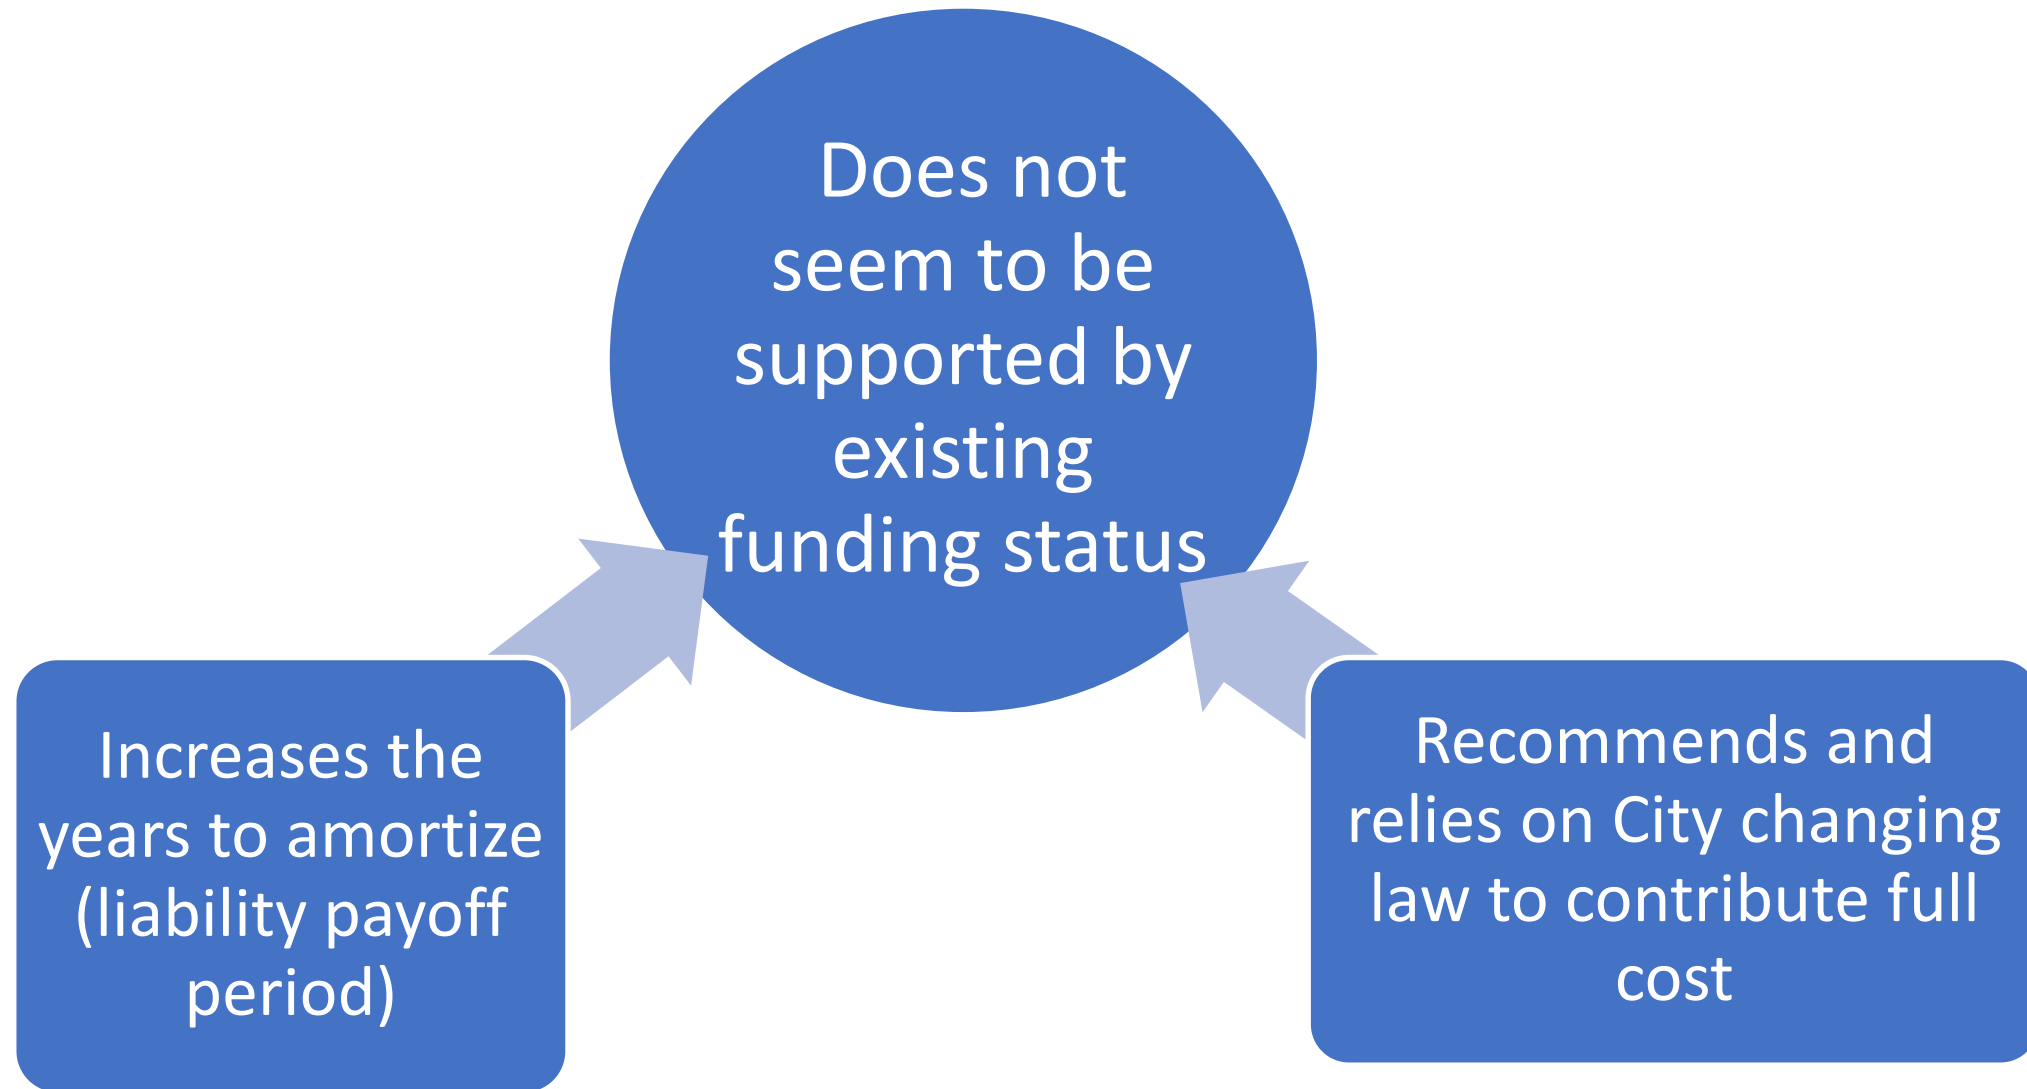 Does not
seem to be
supported by
existing
funding status
Increases the
years to amortize
(liability payoff
period)
Recommends and
relies on City changing
law to contribute full
cost